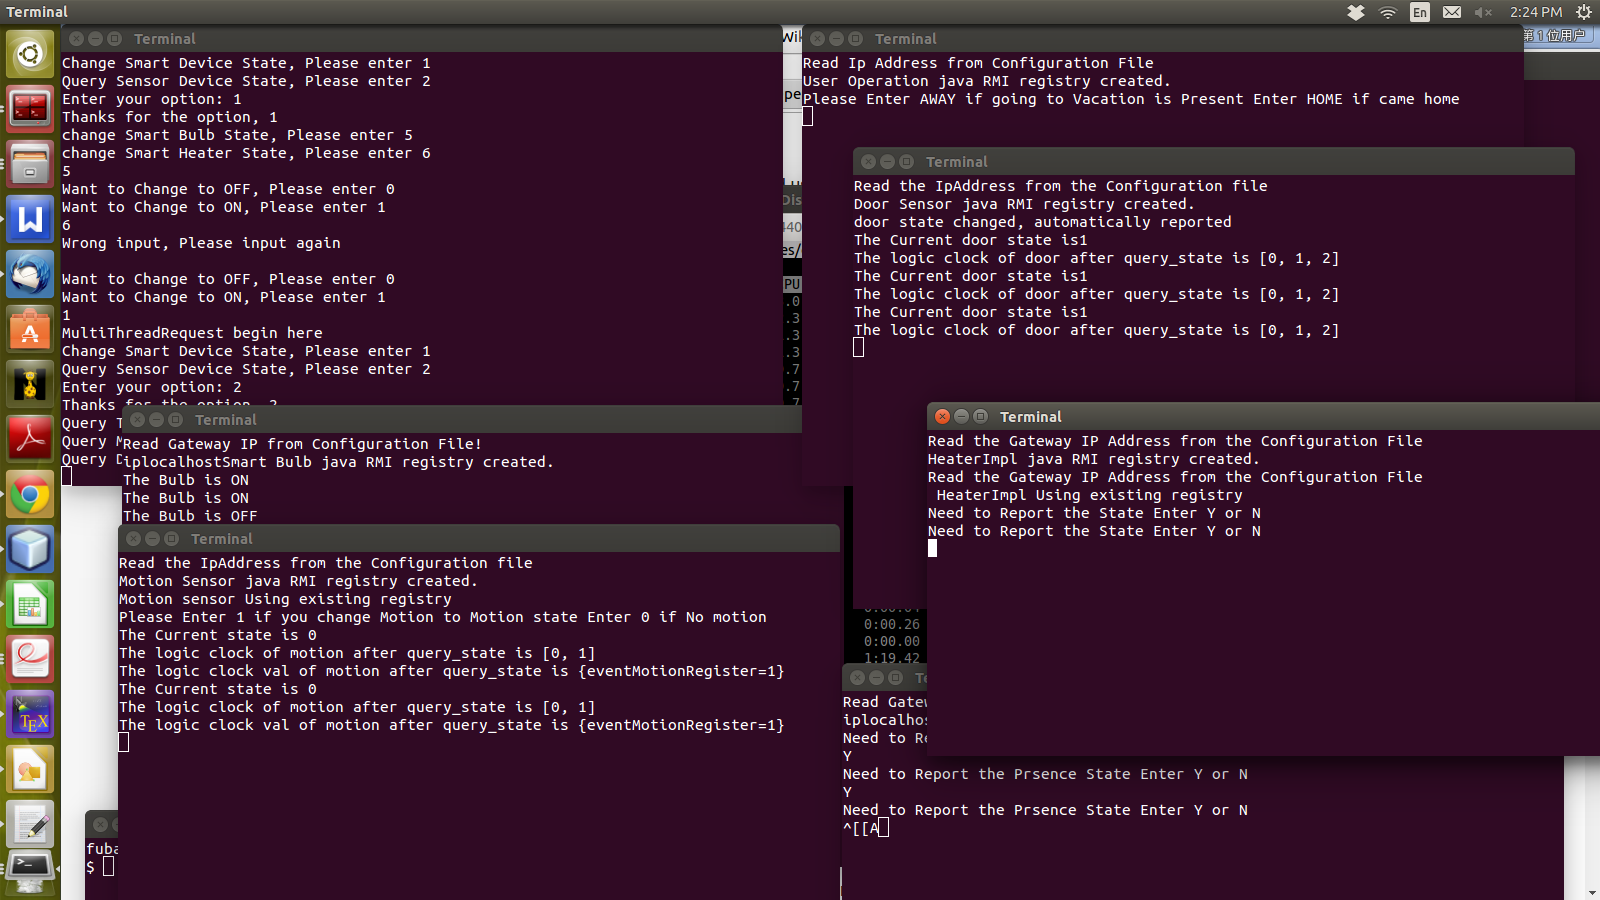 Terminal
En
2:24 PM
Terminal
Change Smart Device State, Please enter 1
Query Sensor Device State, Please enter 2
Enter your option: 1
Thanks for the option, 1
change Smart Bulb State, Please enter 5
change Smart Heater State, Please enter 6
5
Want to Change to OFF, Please enter 0
Want to Change to ON, Please enter 1
6
Wrong input, Please input again
Want to Change to OFF, Please enter 0
Want to Change to ON, Please enter 1
1
MultiThreadRequest begin here
Change Smart Device State, Please enter 1
Query Sensor Device State, Please enter 2
Enter your option: 2
Thanks for the option, 2
Query
Query
Query
Terminal
Read Ip Address from Configuration File
User Operation java RMI registry created.
Please Enter AWAY if going to Vacation is Present Enter HOME if came home
第 1 位用户
Terminal
Read the IpAddress from the Configuration file
Door Sensor java RMI registry created.
door state changed, automatically reported
The Current door state is1
The logic clock of door after query_state is [0, 1, 2]
The Current door state is1
The logic clock of door after query_state is [0, 1, 2]
The Current door state is1
The logic clock of door after query_state is [0, 1, 2]
Terminal
Read Gateway IP from Configuration File!
iplocalhostSmart Bulb java RMI registry created.
The Bulb is ON
The Bulb is ON
The Bulb is OFF
Terminal
Read the Gateway IP Address from the Configuration File
HeaterImpl java RMI registry created.
Read the Gateway IP Address from the Configuration File
 HeaterImpl Using existing registry
Need to Report the State Enter Y or N
Need to Report the State Enter Y or N
Terminal
Read the IpAddress from the Configuration file
Motion Sensor java RMI registry created.
Motion sensor Using existing registry
Please Enter 1 if you change Motion to Motion state Enter 0 if No motion
The Current state is 0
The logic clock of motion after query_state is [0, 1]
The logic clock val of motion after query_state is {eventMotionRegister=1}
The Current state is 0
The logic clock of motion after query_state is [0, 1]
The logic clock val of motion after query_state is {eventMotionRegister=1}
0:00.26
0:00.00
1:19.42
Read
iplocalhos
Need to
Y
Need to Report the Prsence State Enter Y or N
Y
Need to Report the Prsence State Enter Y or N
^[[A
fuba
$